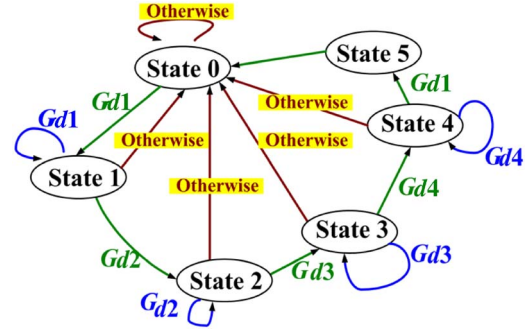 Otherwise
State 0
State 5
Gd1
Gd1
Gd1
Otherwise
State 4
Otherwise
Otherwise
Gd4
State 1
Otherwise
Gd4
State 3
Gd2
Gd3
State 2
Gd3
Gd2